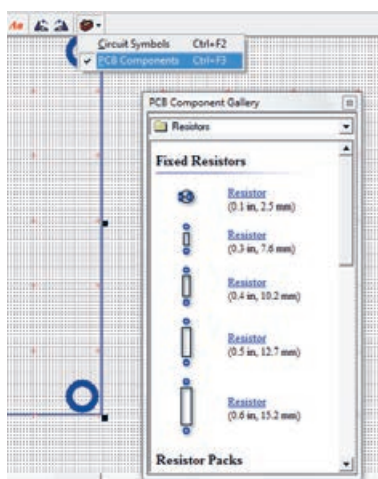 Circuit Symbols Ctrl+F2
PCB Components Ctrl+F3
PCB Component Gallery
Resistors
Fixed Resistors
Resistor
(0.1 in, 2.5 mm)
Resistor
(0.3 in, 7.6 mm)
Resistor
(0.4 in, 10.2 mm)
Resistor
(0.5 in, 12.7 mm)
Resistor
(0.6 in, 15.2 mm)
Resistor Packs